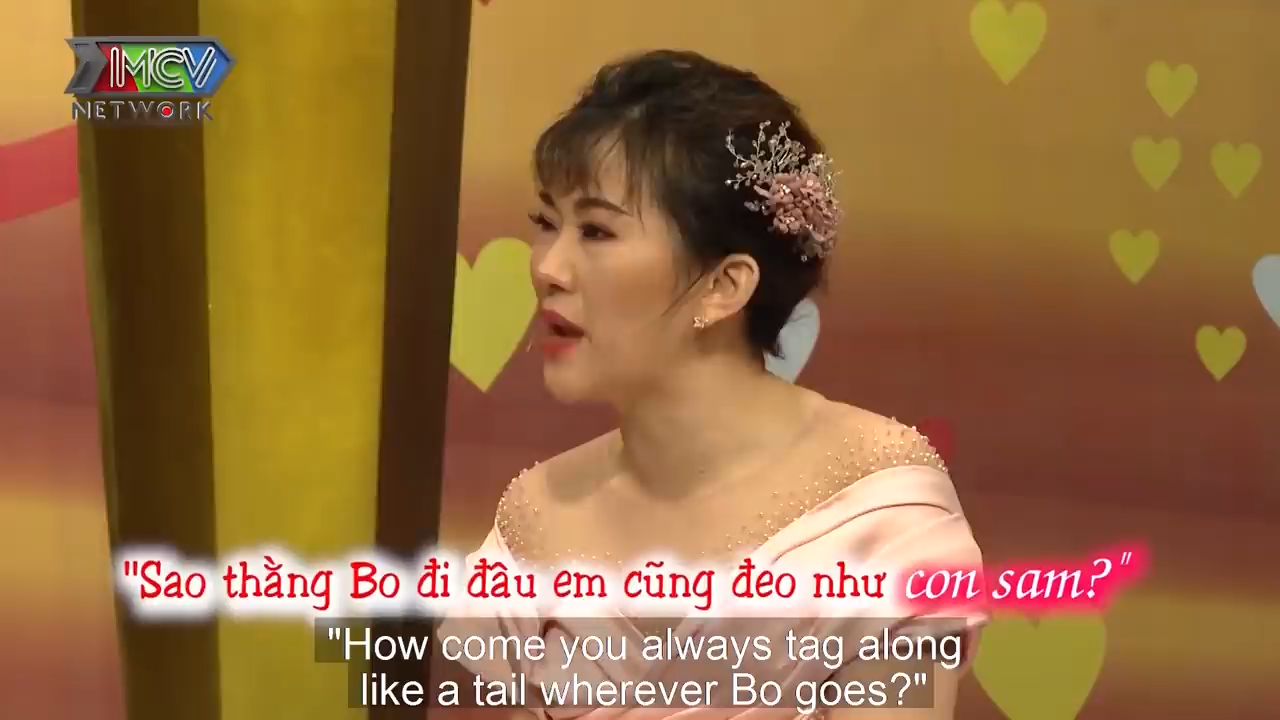 MCV
NETWORK
"Sao thằng Bo đi đâu em cũng đeo như con sam?"
"How come you always tag along
like a tail wherever Bo goes?"